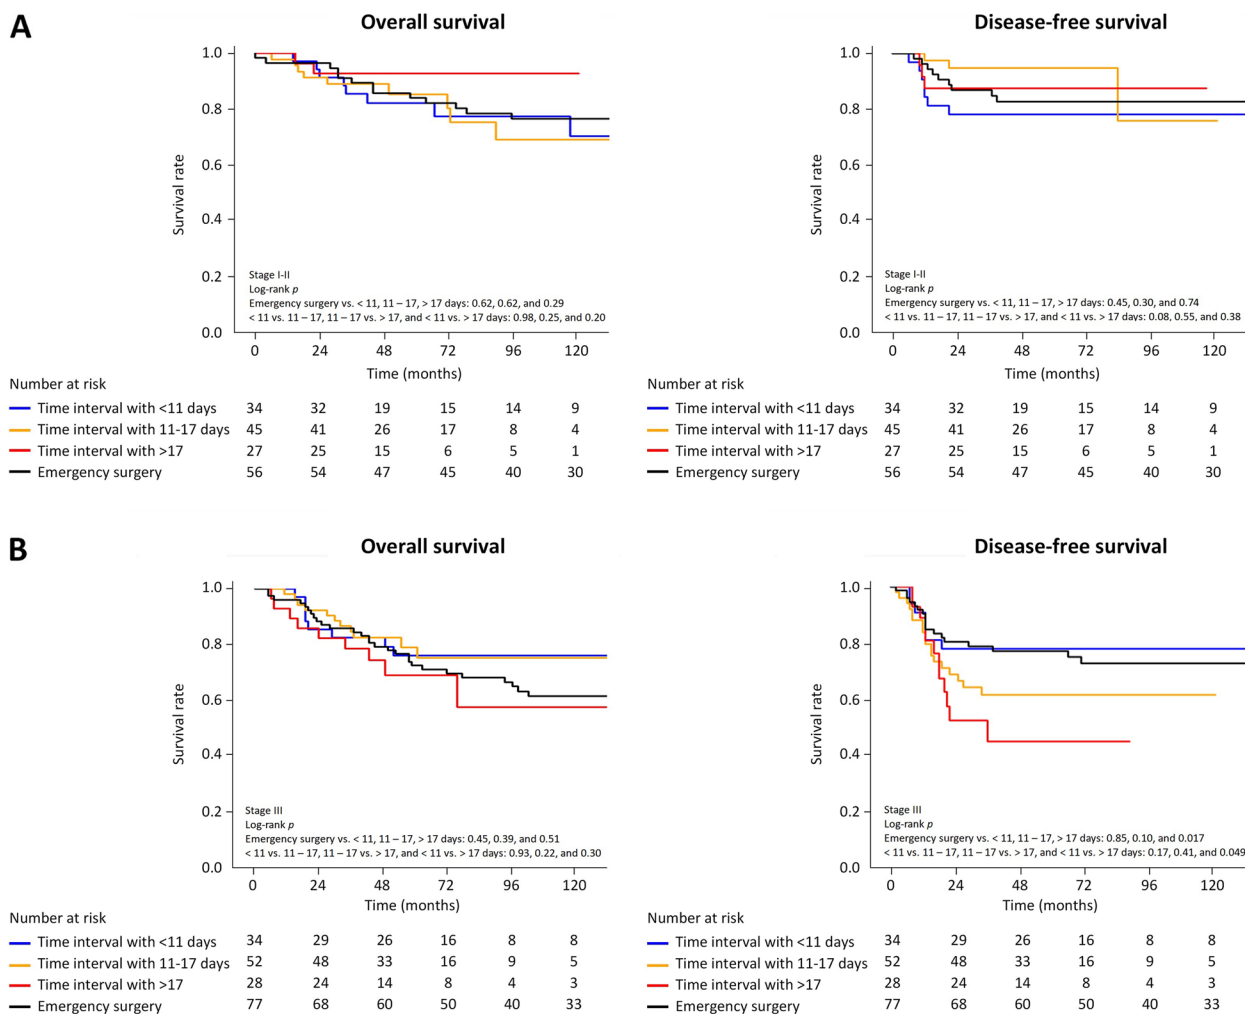 A
Overall survival
1.0
0.8
0.6
0.4
0.2
0.0
Survival rate
Stage I-II
Log-rank p
Emergency surgery vs. < 11, 11 – 17, > 17 days: 0.62, 0.62, and 0.29
< 11 vs. 11 – 17, 11 – 17 vs. > 17, and < 11 vs. > 17 days: 0.98, 0.25, and 0.20
0 24 48 72 96 120
Time (months)
Number at risk
Time interval with <11 days 34 32 19 15 14 9
Time interval with 11-17 days 45 41 26 17 8 4
Time interval with >17 27 25 15 6 5 1
Emergency surgery 56 54 47 45 40 30
Disease-free survival
1.0
0.8
0.6
0.4
0.2
0.0
Survival rate
Stage I-II
Log-rank p
Emergency surgery vs. < 11, 11 – 17, > 17 days: 0.45, 0.30, and 0.74
< 11 vs. 11 – 17, 11 – 17 vs. > 17, and < 11 vs. > 17 days: 0.08, 0.55, and 0.38
0 24 48 72 96 120
Time (months)
Number at risk
Time interval with <11 days 34 32 19 15 14 9
Time interval with 11-17 days 45 41 26 17 8 4
Time interval with >17 27 25 15 6 5 1
Emergency surgery 56 54 47 45 40 30
B
Overall survival
1.0
0.8
0.6
0.4
0.2
0.0
Survival rate
Stage III
Log-rank p
Emergency surgery vs. < 11, 11 – 17, > 17 days: 0.45, 0.39, and 0.51
< 11 vs. 11 – 17, 11 – 17 vs. > 17, and < 11 vs. > 17 days: 0.93, 0.22, and 0.30
0 24 48 72 96 120
Time (months)
Number at risk
Time interval with <11 days 34 29 26 16 8 8
Time interval with 11-17 days 52 48 33 16 9 5
Time interval with >17 28 24 14 8 4 3
Emergency surgery 77 68 60 50 40 33
Disease-free survival
1.0
0.8
0.6
0.4
0.2
0.0
Survival rate
Stage III
Log-rank p
Emergency surgery vs. < 11, 11 – 17, > 17 days: 0.85, 0.10, and 0.017
< 11 vs. 11 – 17, 11 – 17 vs. > 17, and < 11 vs. > 17 days: 0.17, 0.41, and 0.049
0 24 48 72 96 120
Time (months)
Number at risk
Time interval with <11 days 34 29 26 16 8 8
Time interval with 11-17 days 52 48 33 16 9 5
Time interval with >17 28 24 14 8 4 3
Emergency surgery 77 68 60 50 40 33